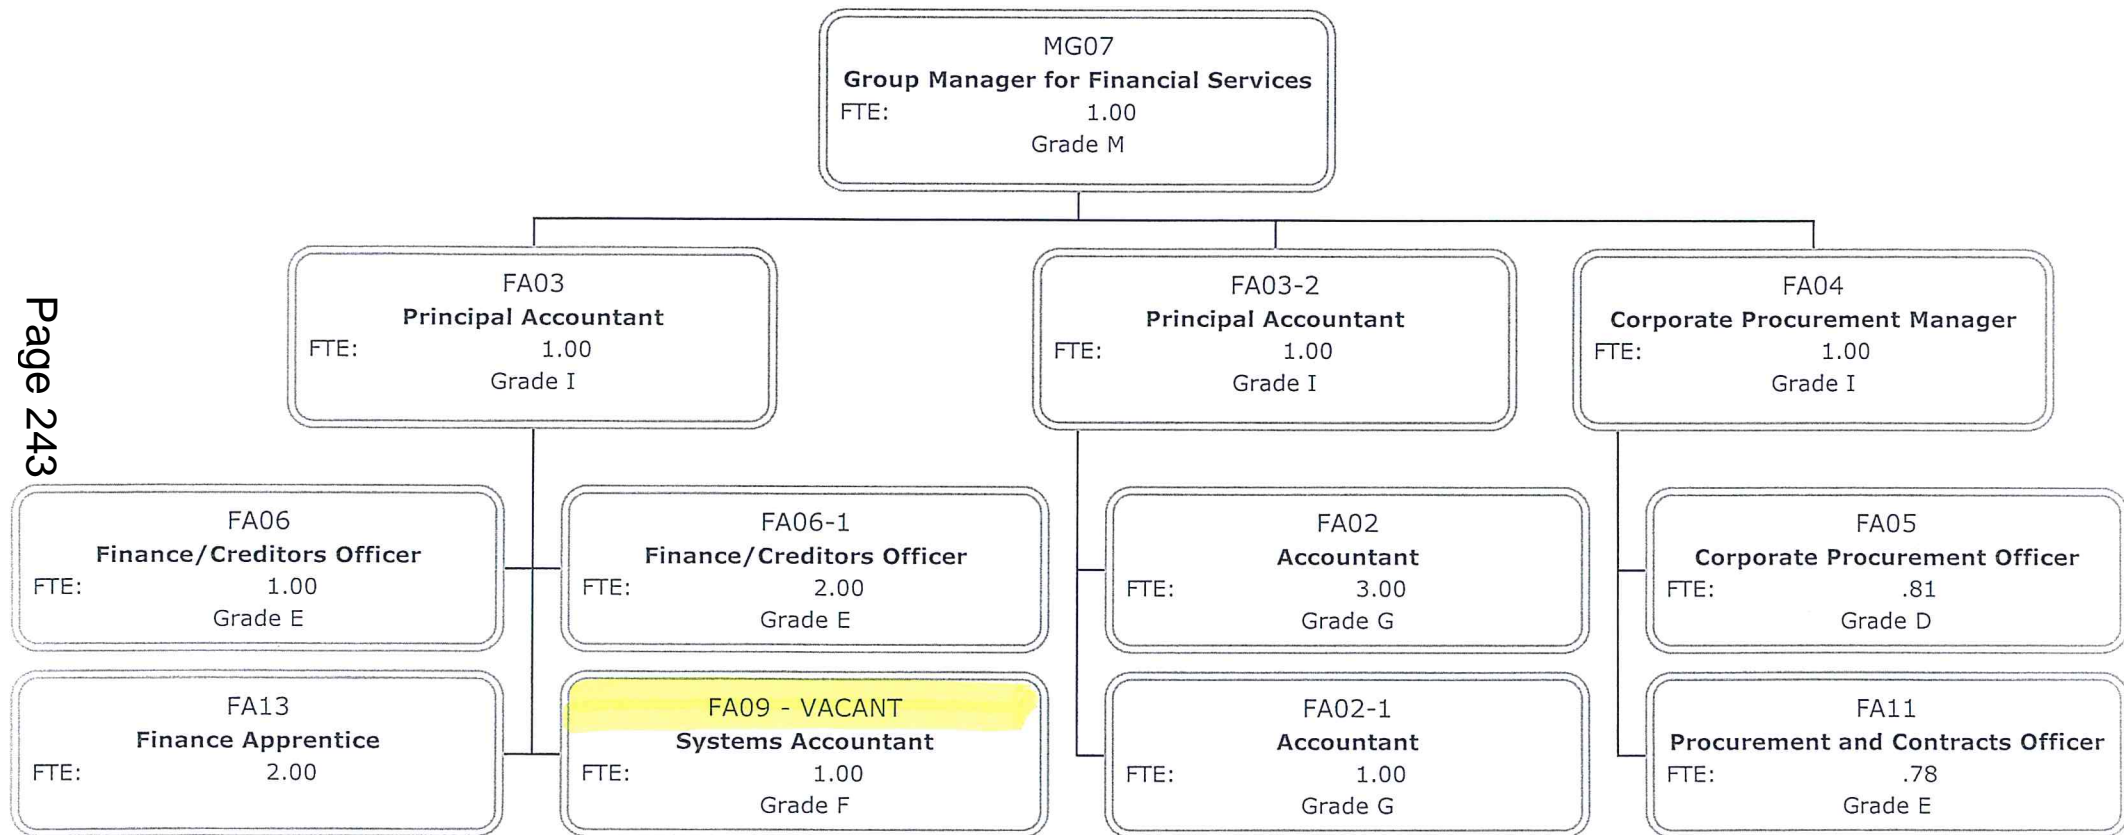 MG07
Group Manager for Financial Services
FTE: 1.00
Grade M
FA03
Principal Accountant
FTE: 1.00
Grade I
FA03-2
Principal Accountant
FTE: 1.00
Grade I
FA04
Corporate Procurement Manager
FTE: 1.00
Grade I
Page 243
FA06
Finance/Creditors Officer
FTE: 1.00
Grade E
FA06-1
Finance/Creditors Officer
FTE: 2.00
Grade E
FA02
Accountant
FTE: 3.00
Grade G
FA05
Corporate Procurement Officer
FTE: .81
Grade D
FA13
Finance Apprentice
FTE: 2.00
FA09 - VACANT
Systems Accountant
FTE: 1.00
Grade F
FA02-1
Accountant
FTE: 1.00
Grade G
FA11
Procurement and Contracts Officer
FTE: .78
Grade E